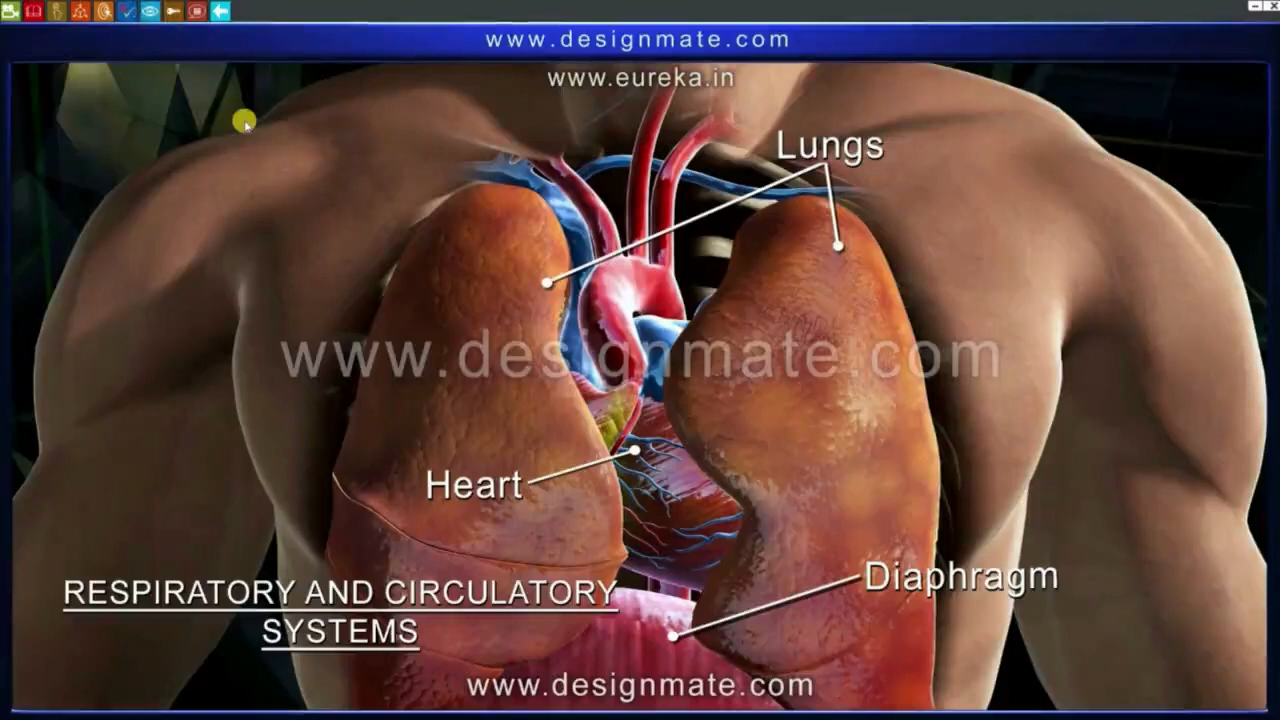 www.designmate.com
www.eureka.in
Lungs
www.designmate.com
Heart
Diaphragm
RESPIRATORY AND CIRCULATORY
SYSTEMS
www.designmate.com